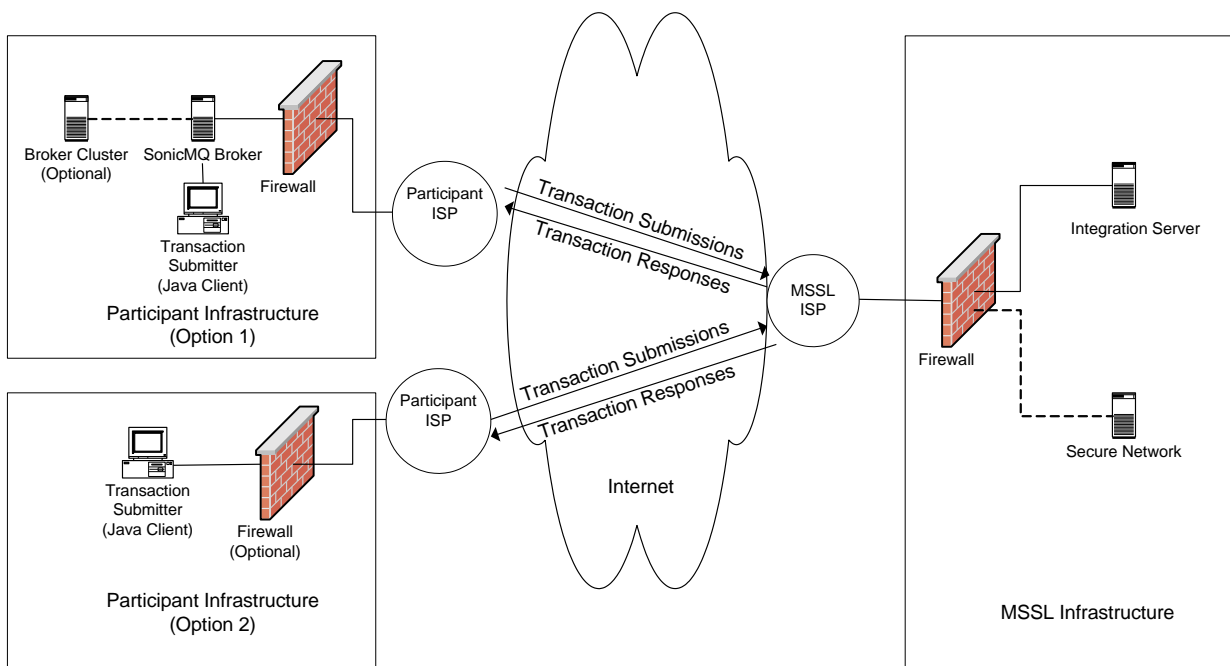 Broker Cluster
(Optional)
SonicMQ Broker
Firewall
Transaction
Submitter
(Java Client)
Participant Infrastructure
(Option 1)
Participant
ISP
Transaction Submissions
Transaction Responses
MSSL
ISP
Transaction Submissions
Transaction Responses
Participant
ISP
Transaction
Submitter
(Java Client)
Firewall
(Optional)
Participant Infrastructure
(Option 2)
Internet
Integration Server
Firewall
Secure Network
MSSL Infrastructure